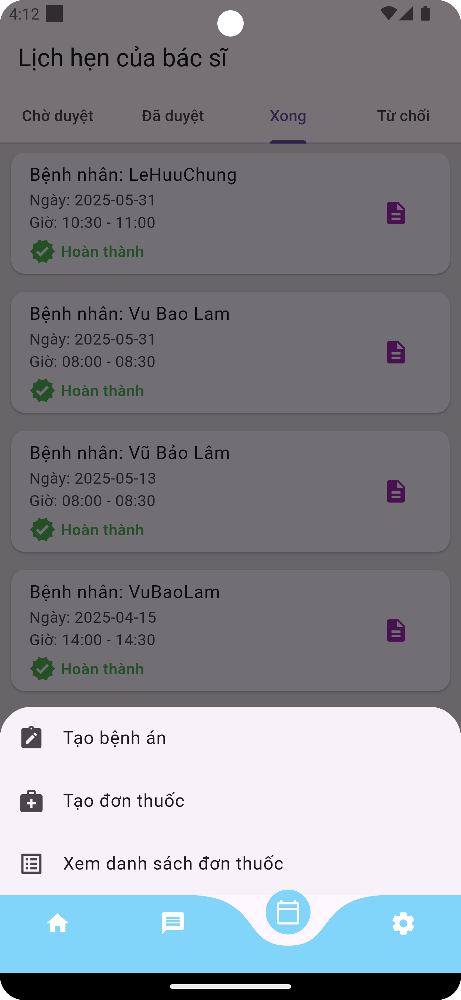 4:12
Lịch hẹn của bác sĩ
Chờ duyệt Đã duyệt Xong Từ chối
Bệnh nhân: LeHuuChung
Ngày: 2025-05-31
Giờ: 10:30 - 11:00
Hoàn thành
Bệnh nhân: Vu Bao Lam
Ngày: 2025-05-31
Giờ: 08:00 - 08:30
Hoàn thành
Bệnh nhân: Vũ Bảo Lâm
Ngày: 2025-05-13
Giờ: 08:00 - 08:30
Hoàn thành
Bệnh nhân: VuBaoLam
Ngày: 2025-04-15
Giờ: 14:00 - 14:30
Hoàn thành
Tạo bệnh án
Tạo đơn thuốc
Xem danh sách đơn thuốc